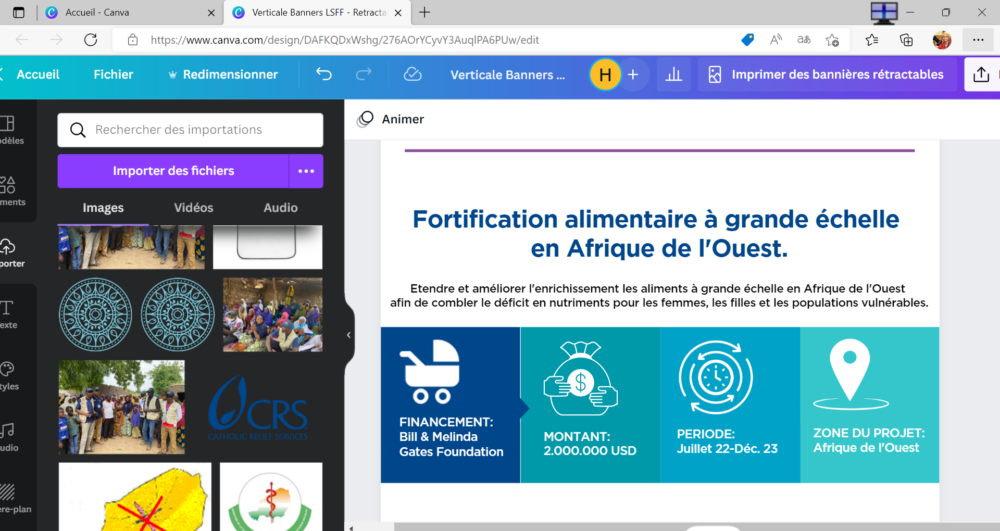 Accueil - Canva
Verticale Banners LSFF - Retracta
https://www.canva.com/design/DAFKQDxWshg/276AOrYCyvY3AuqlPA6PUw/edit
Accueil
Fichier
Redimensionner
Verticale Banners ...
H
Imprimer des bannières rétractables
Rechercher des importations
Importer des fichiers
Images
Vidéos
Audio
odèles
ments
porter
exte
tyles
udio
ere-plan
CRS
CATHOLIC RELIEF SERVICES
Animer
Fortification alimentaire à grande échelle
en Afrique de l'Ouest.
Etendre et améliorer l'enrichissement les aliments à grande échelle en Afrique de l'Ouest
afin de combler le déficit en nutriments pour les femmes, les filles et les populations vulnérables.
FINANCEMENT:
Bill & Melinda
Gates Foundation
$
MONTANT:
2.000.000 USD
PERIODE:
Juillet 22-Déc. 23
ZONE DU PROJET:
Afrique de l'Ouest